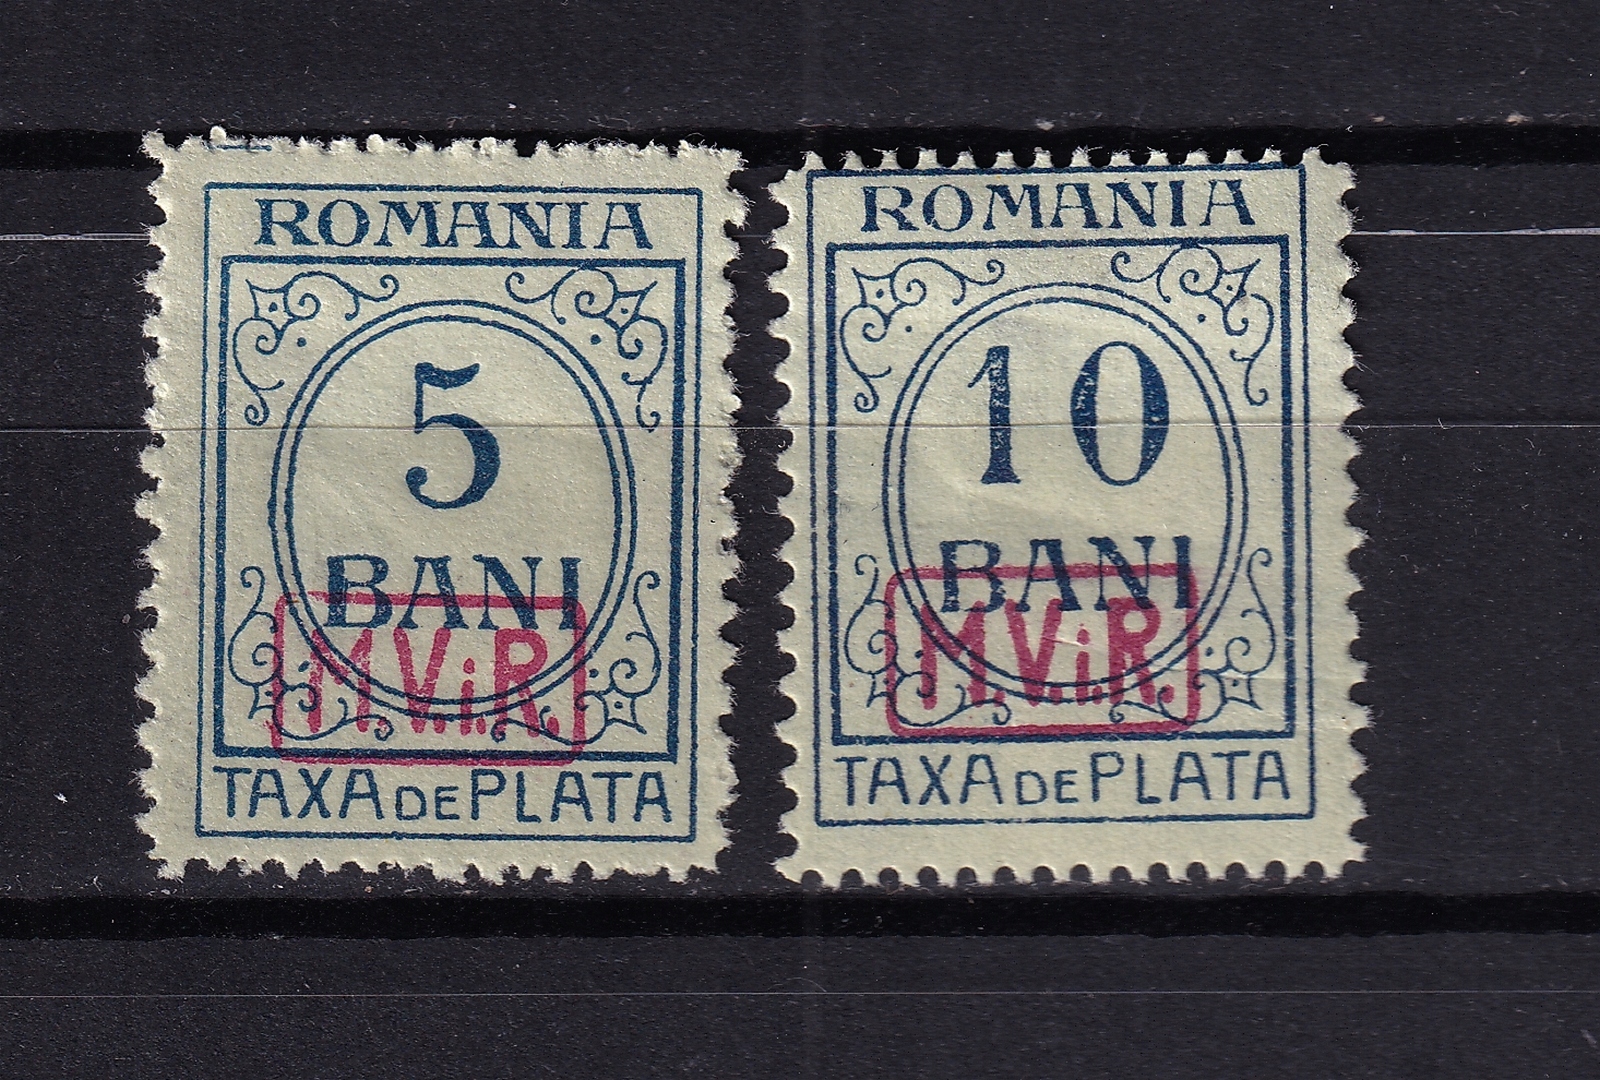 ROMANIA
5
BANI
M.V.i.R.
TAXA DE PLATA
ROMANIA
10
BANI
M.V.i.R.
TAXA DE PLATA